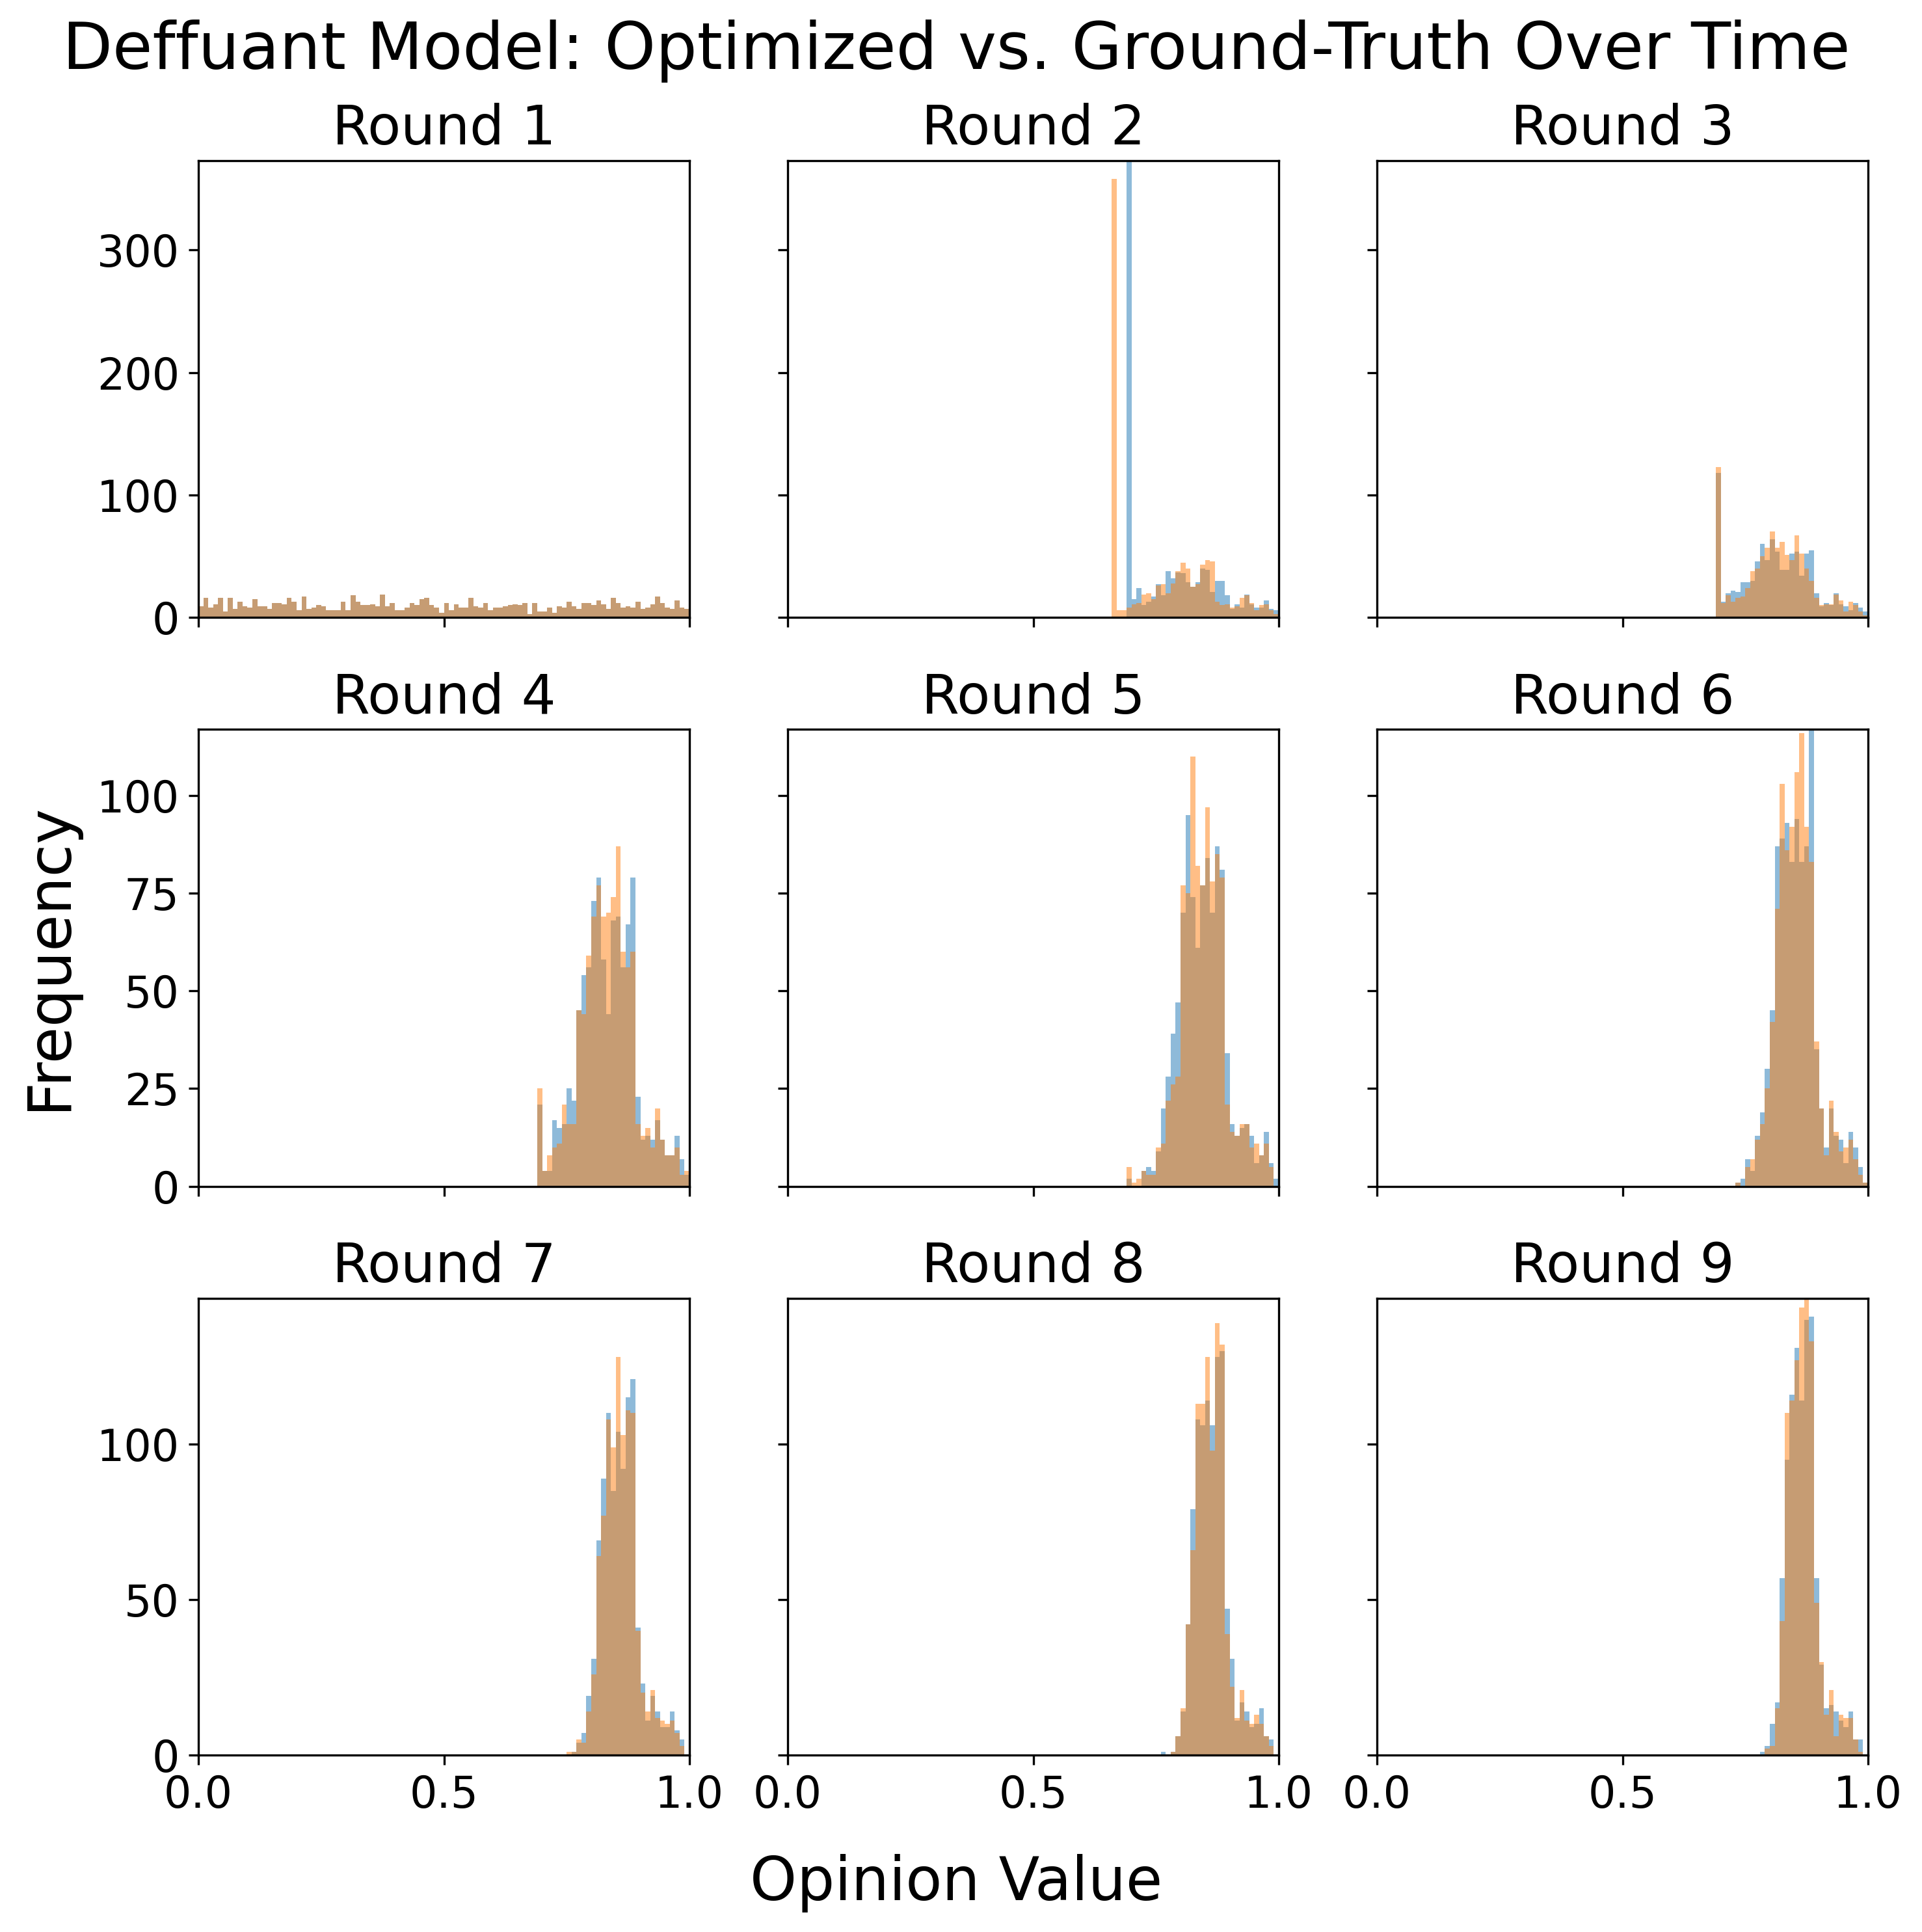 Deffuant Model: Optimized vs. Ground-Truth Over Time
Round 1
Round 2
Round 3
300
200
100
0
Round 4
Round 5
Round 6
100
75
50
25
0
Frequency
Round 7
Round 8
Round 9
100
50
0
0.0 0.5 1.0
0.0 0.5 1.0
0.0 0.5 1.0
Opinion Value